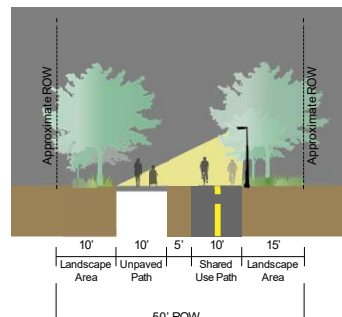 Approximate ROW
Approximate ROW
10' 10' 5' 10' 15'
Landscape Unpaved Shared Landscape
Area Path Use Path Area
50' ROW